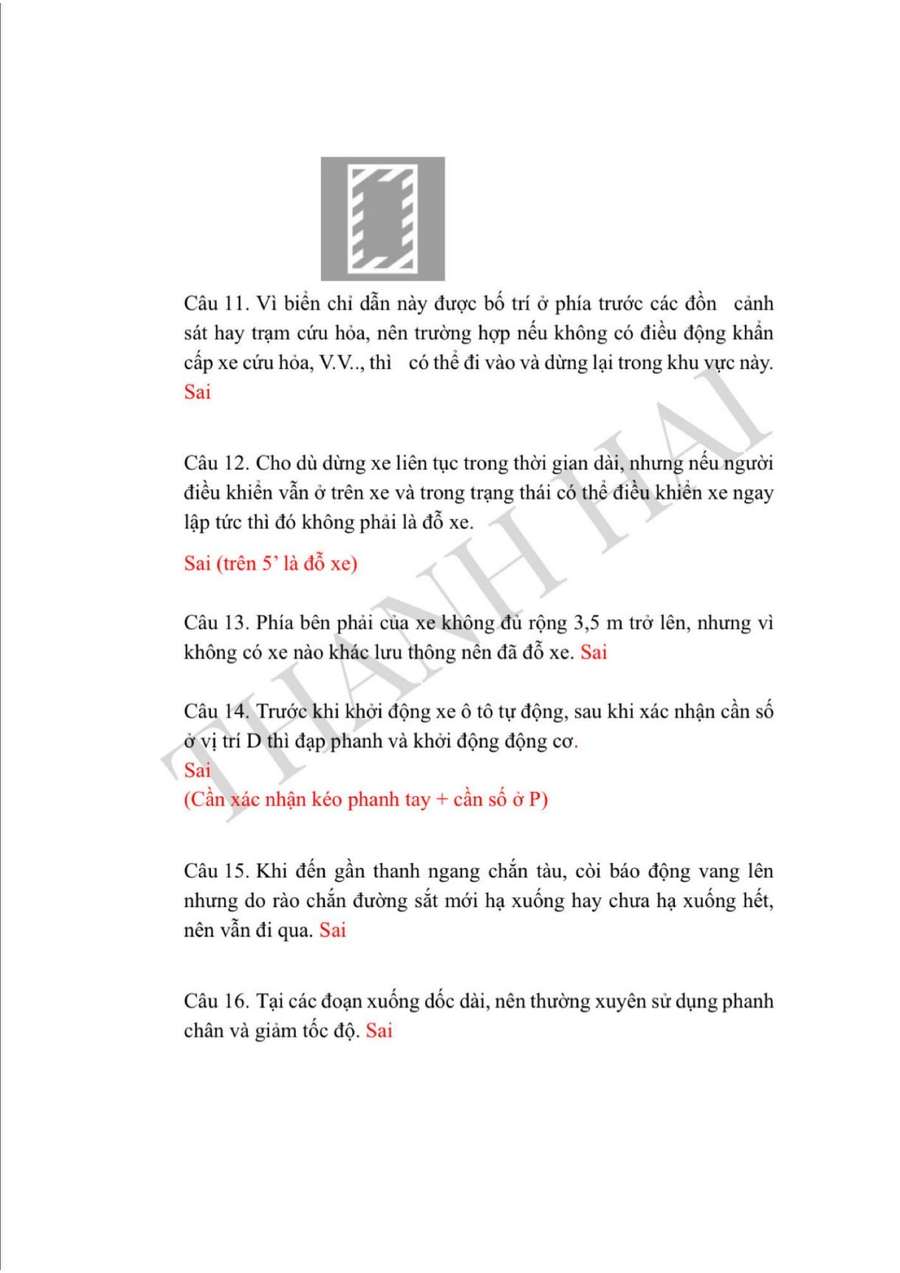 Câu 11. Vì biển chỉ dẫn này được bố trí ở phía trước các đồn cảnh
sát hay trạm cứu hỏa, nên trường hợp nếu không có điều động khẩn
cấp xe cứu hỏa, V.V.., thì có thể đi vào và dừng lại trong khu vực này.
Sai
Câu 12. Cho dù dừng xe liên tục trong thời gian dài, nhưng nếu người
điều khiển vẫn ở trên xe và trong trạng thái có thể điều khiển xe ngay
lập tức thì đó không phải là đỗ xe.
Sai (trên 5’ là đỗ xe)
Câu 13. Phía bên phải của xe không đủ rộng 3,5 m trở lên, nhưng vì
không có xe nào khác lưu thông nên đã đỗ xe. Sai
Câu 14. Trước khi khởi động xe ô tô tự động, sau khi xác nhận cần số
ở vị trí D thì đạp phanh và khởi động động cơ.
Sai
(Cần xác nhận kéo phanh tay + cần số ở P)
Câu 15. Khi đến gần thanh ngang chắn tàu, còi báo động vang lên
nhưng do rào chắn đường sắt mới hạ xuống hay chưa hạ xuống hết,
nên vẫn đi qua. Sai
Câu 16. Tại các đoạn xuống dốc dài, nên thường xuyên sử dụng phanh
chân và giảm tốc độ. Sai
THANH HAI